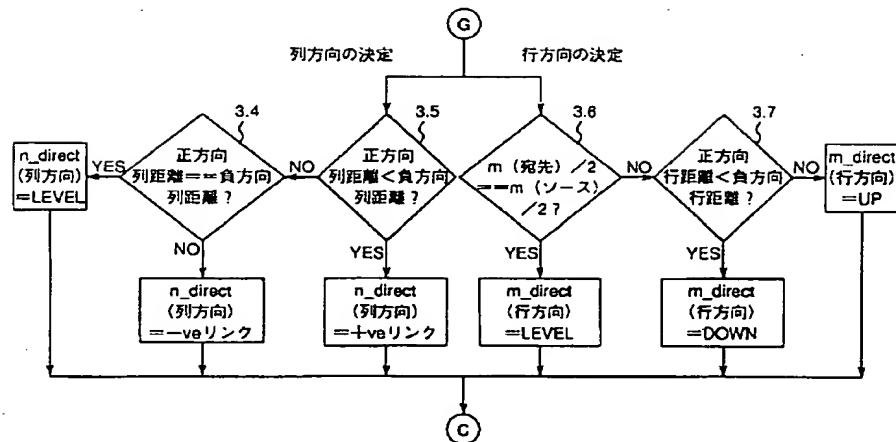 G
列方向の決定
行方向の決定
3.4
3.5
3.6
3.7
n_direct
(列方向)
=LEVEL
YES
正方向
列距離==負方向
列距離?
NO
正方向
列距離<負方向
列距離?
m(宛先)/2
==m(ソース)
/2?
NO
正方向
行距離<負方向
行距離?
NO
m_direct
(行方向)
=UP
NO
YES
YES
YES
n_direct
(列方向)
=-veリンク
n_direct
(列方向)
=+veリンク
m_direct
(行方向)
=LEVEL
m_direct
(行方向)
=DOWN
C